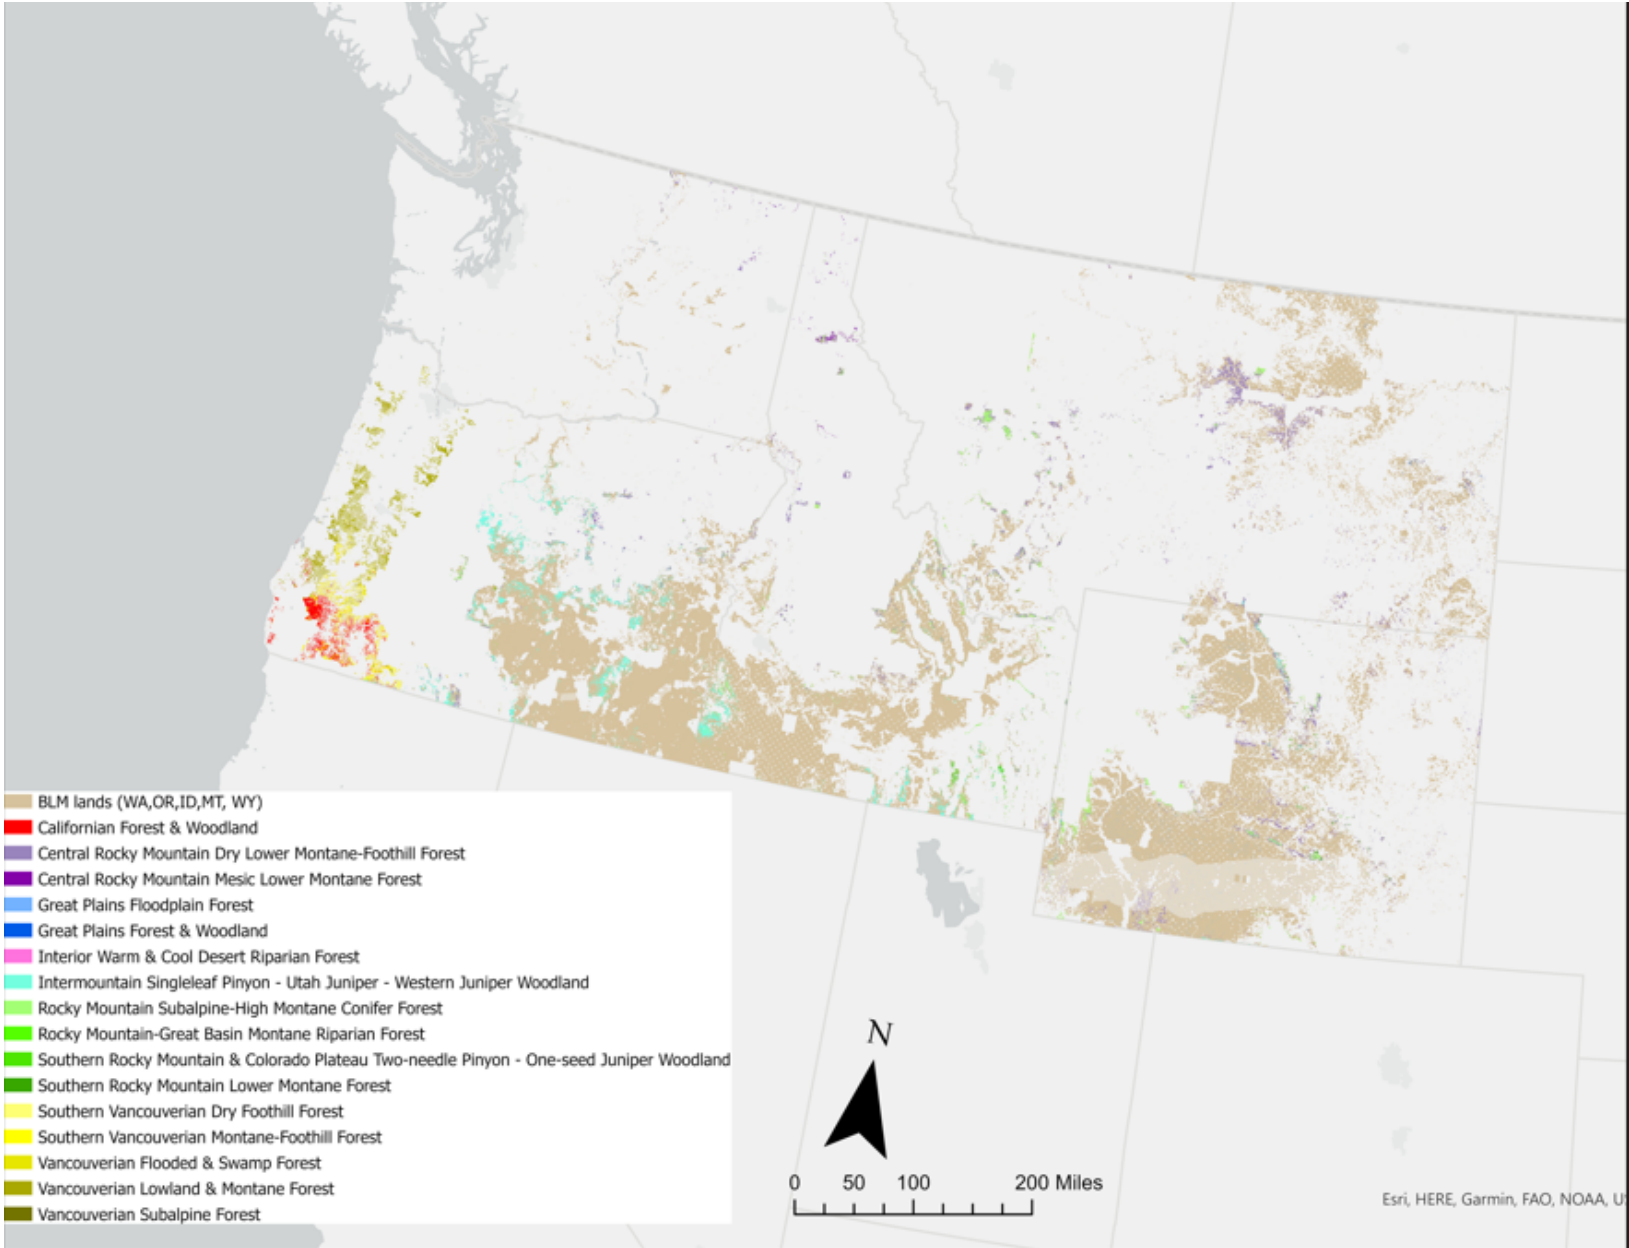 BLM lands (WA,OR,ID,MT, WY)
Californian Forest & Woodland
Central Rocky Mountain Dry Lower Montane-Foothill Forest
Central Rocky Mountain Mesic Lower Montane Forest
Great Plains Floodplain Forest
Great Plains Forest & Woodland
Interior Warm & Cool Desert Riparian Forest
Intermountain Singleleaf Pinyon - Utah Juniper - Western Juniper Woodland
Rocky Mountain Subalpine-High Montane Conifer Forest
Rocky Mountain-Great Basin Montane Riparian Forest
Southern Rocky Mountain & Colorado Plateau Two-needle Pinyon - One-seed Juniper Woodland
Southern Rocky Mountain Lower Montane Forest
Southern Vancouverian Dry Foothill Forest
Southern Vancouverian Montane-Foothill Forest
Vancouverian Flooded & Swamp Forest
Vancouverian Lowland & Montane Forest
Vancouverian Subalpine Forest
N
0 50 100 200 Miles
Esri, HERE, Garmin, FAO, NOAA,